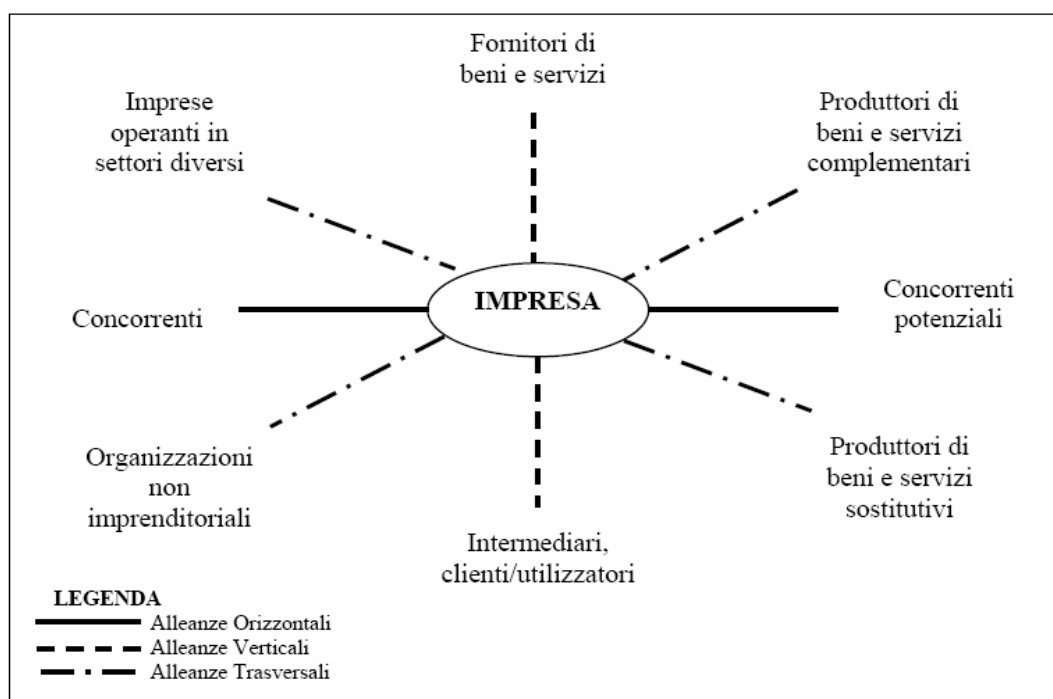 Fornitori di
beni e servizi
Imprese
operanti in
settori diversi
Produttori di
beni e servizi
complementari
IMPRESA
Concorrenti
Concorrenti
potenziali
Organizzazioni
non
imprenditoriali
Produttori di
beni e servizi
sostitutivi
Intermediari,
clienti/utilizzatori
LEGENDA
Alleanze Orizzontali
Alleanze Verticali
Alleanze Trasversali